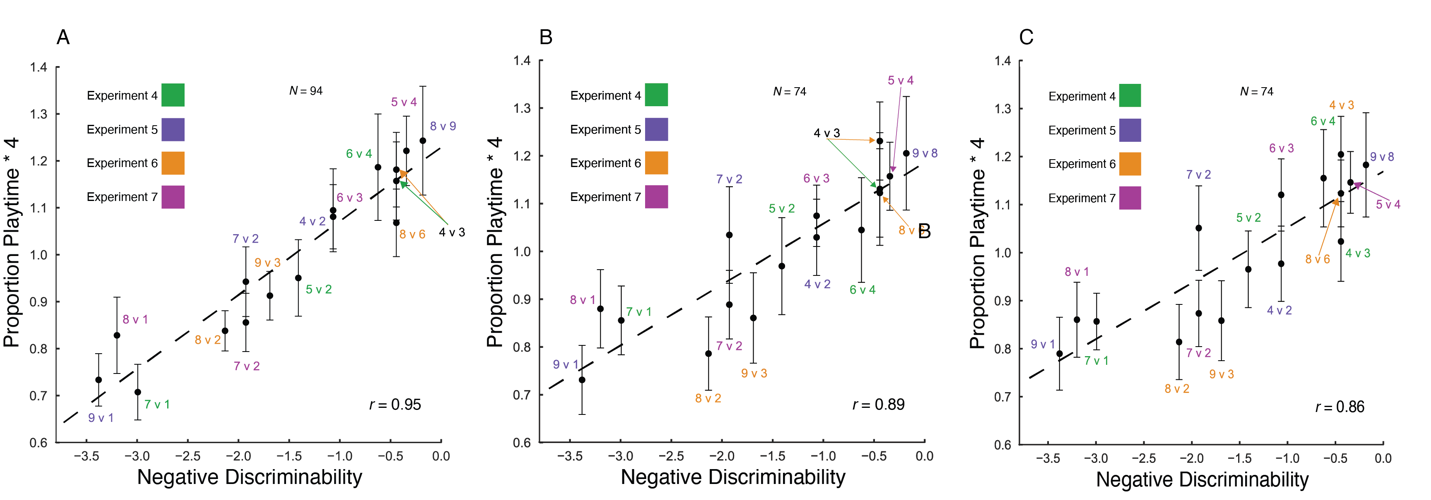 A
Proportion Playtime * 4
1.4
1.3
1.2
1.1
1.0
0.9
0.8
0.7
0.6
Experiment 4
Experiment 5
Experiment 6
Experiment 7
N = 94
5 v 4
8 v 9
6 v 4
6 v 3
4 v 2
4 v 3
8 v 6
7 v 2
9 v 3
5 v 2
8 v 1
8 v 2
7 v 2
9 v 1
7 v 1
r = 0.95
−3.5 −3.0 −2.5 −2.0 −1.5 −1.0 −0.5 0.0
Negative Discriminability
B
Proportion Playtime * 4
1.4
1.3
1.2
1.1
1.0
0.9
0.8
0.7
0.6
Experiment 4
Experiment 5
Experiment 6
Experiment 7
N = 74
5 v 4
4 v 3
9 v 8
7 v 2
6 v 3
5 v 2
8 v
B
4 v 2
6 v 4
8 v 1
7 v 1
7 v 2
9 v 1
9 v 3
8 v 2
r = 0.89
−3.5 −3.0 −2.5 −2.0 −1.5 −1.0 −0.5 0.0
Negative Discriminability
C
Proportion Playtime * 4
1.4
1.3
1.2
1.1
1.0
0.9
0.8
0.7
0.6
Experiment 4
Experiment 5
Experiment 6
Experiment 7
N = 74
4 v 3
6 v 4
6 v 3
9 v 8
7 v 2
5 v 4
5 v 2
8 v 6
4 v 3
8 v 1
4 v 2
9 v 1
7 v 1
7 v 2
9 v 3
8 v 2
r = 0.86
−3.5 −3.0 −2.5 −2.0 −1.5 −1.0 −0.5 0.0
Negative Discriminability